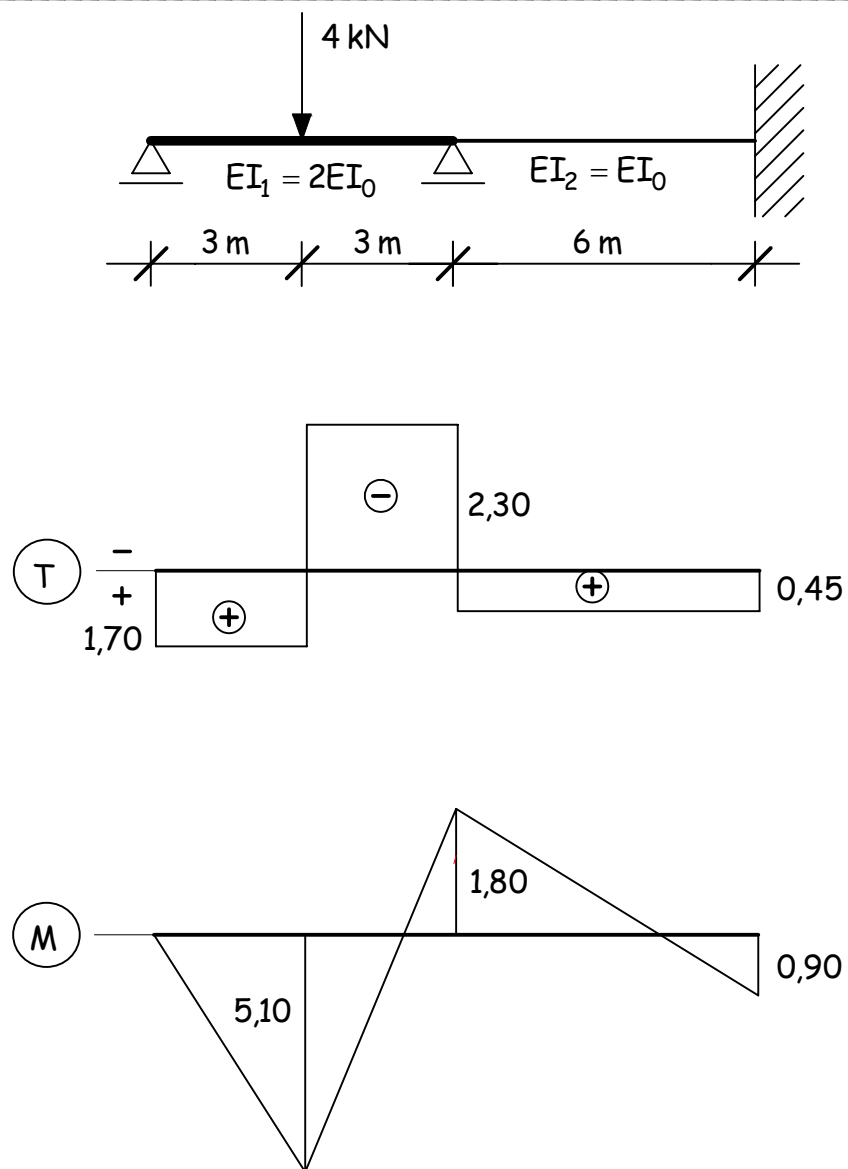 4 kN
EI₁ = 2EI₀
EI₂ = EI₀
3 m 3 m 6 m
−
2,30
T
−
+
+
+
0,45
1,70
1,80
M
5,10
0,90